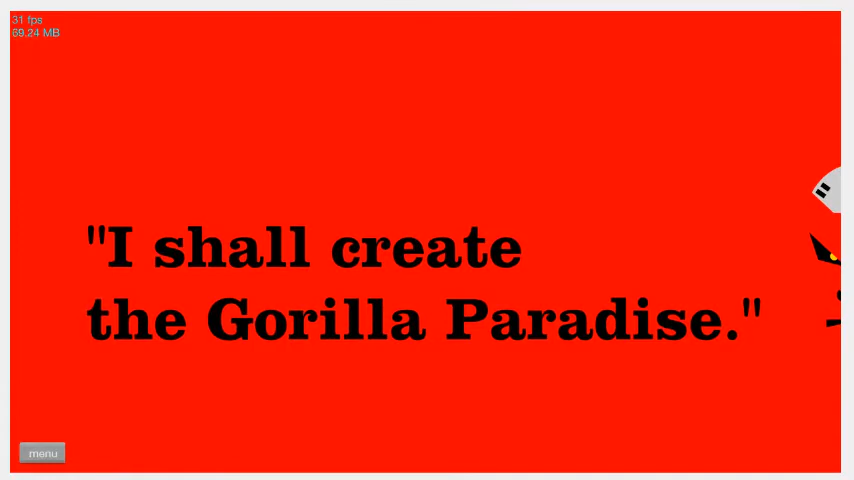 31 fps
69.24 MB
"I shall create
the Gorilla Paradise."
menu